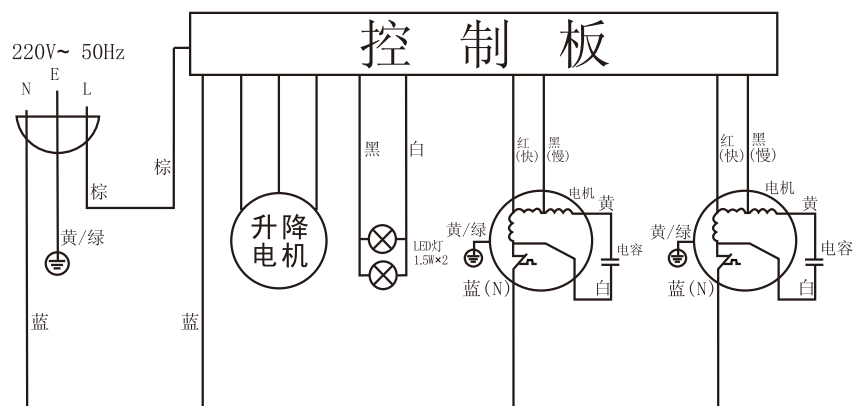 控制板
220V~ 50Hz
N
E
L
棕
棕
黄/绿
蓝
蓝
升降
电机
黑
白
LED灯
1.5W×2
红
(快)
黑
(慢)
电机
黄
黄/绿
电容
蓝(N)
白
红
(快)
黑
(慢)
电机
黄
黄/绿
电容
蓝(N)
白